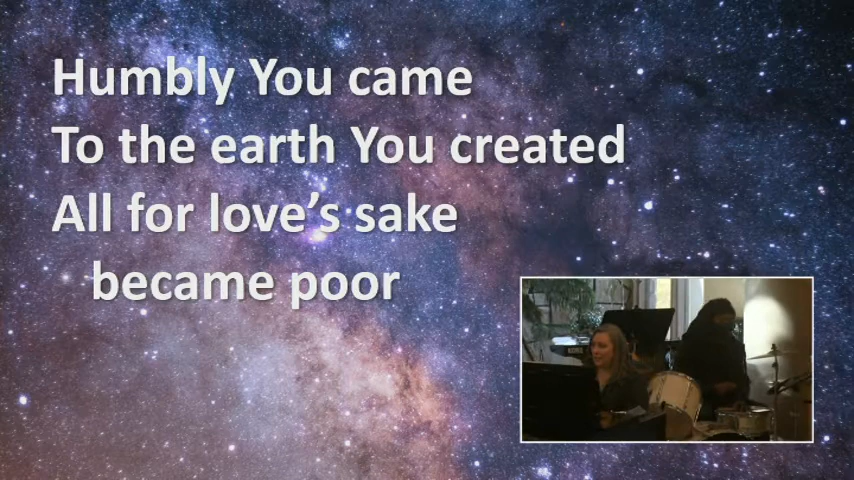 Humbly You came
To the earth You created
All for love's sake
became poor